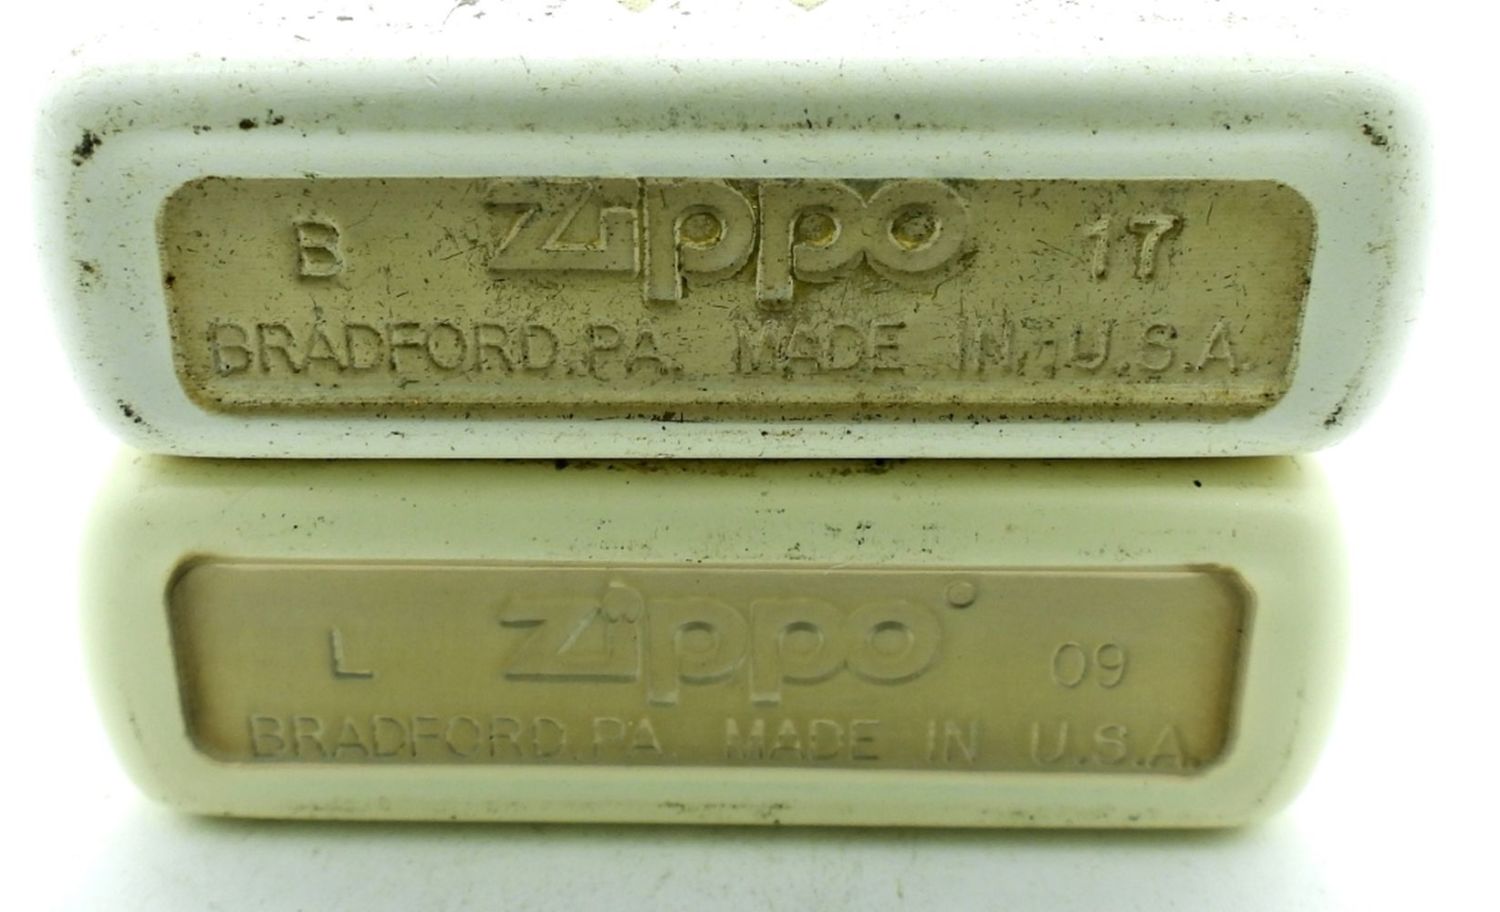 B zippo 17
BRADFORD, PA. MADE IN U.S.A.
L zippo 09
BRADFORD, PA. MADE IN U.S.A.